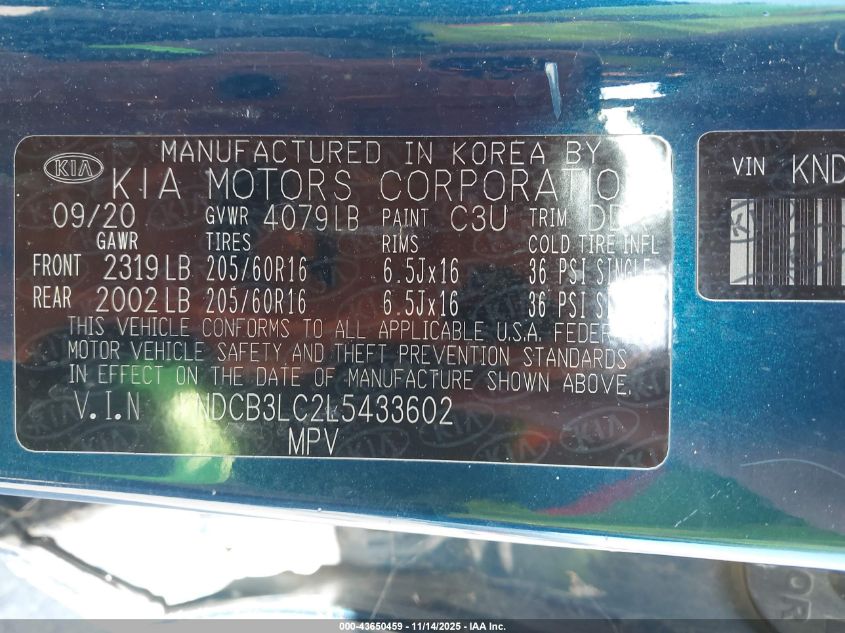 KIA MANUFACTURED IN KOREA BY
KIA MOTORS CORPORATIO
09/20 GVWR 4079LB PAINT C3U TRIM DD
GAWR TIRES RIMS COLD TIRE INFL
FRONT 2319LB 205/60R16 6.5Jx16 36 PSI SINGLE
REAR 2002LB 205/60R16 6.5Jx16 36 PSI
THIS VEHICLE CONFORMS TO ALL APPLICABLE U.S.A. FEDER
MOTOR VEHICLE SAFETY AND THEFT PREVENTION STANDARDS
IN EFFECT ON THE DATE OF MANUFACTURE SHOWN ABOVE.
V.I.N KNDCB3LC2L5433602
MPV
VIN KND
000-43650459 - 11/14/2025 - IAA Inc.